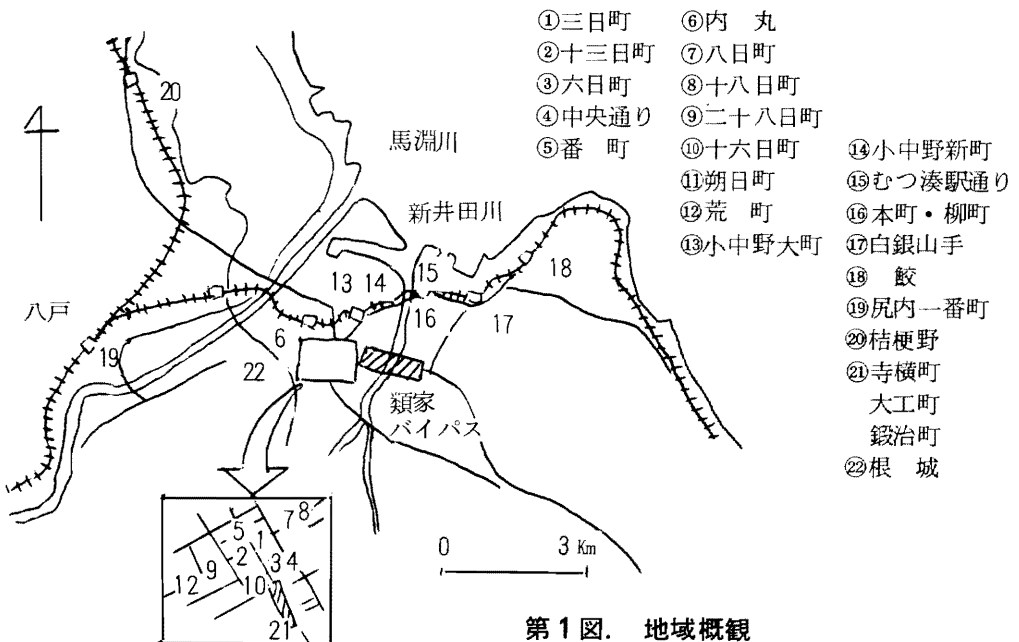 ①三日町 ⑥内 丸
②十三日町 ⑦八日町
③六日町 ⑧十八日町
④中央通り ⑨二十八日町
⑤番 町 ⑩十六日町 ⑭小中野新町
⑪朔日町 ⑮むつ湊駅通り
⑫荒 町 ⑯本町・柳町
⑬小中野大町 ⑰白銀山手
⑱ 鮫
⑲尻内一番町
⑳桔梗野
㉑寺横町
大工町
鍛治町
㉒根 城
20
馬淵川
新井田川
13 14 15 18
八戸
16 17
6
19
22
類家
バイパス
5 7 8
1
2 3 4
9
12 10
21
0 3 Km
第1図. 地域概観